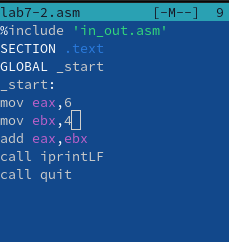 lab7-2.asm [-M--] 9
%include 'in_out.asm'
SECTION .text
GLOBAL _start
_start:
mov eax,6
mov ebx,4
add eax,ebx
call iprintLF
call quit